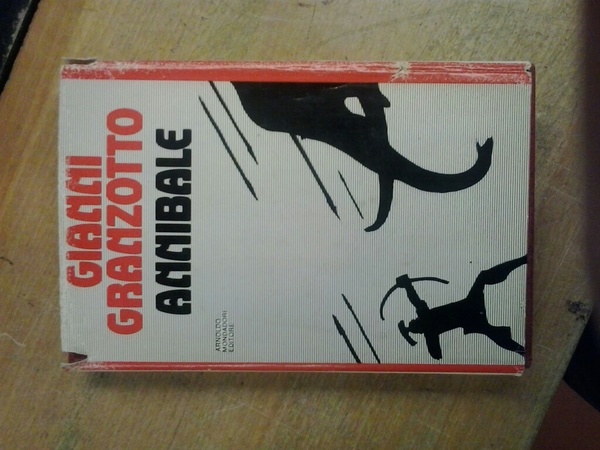 GIANNI
GRANZOTTO
ANNIBALE
ARNOLDO
MONDADORI
EDITORE